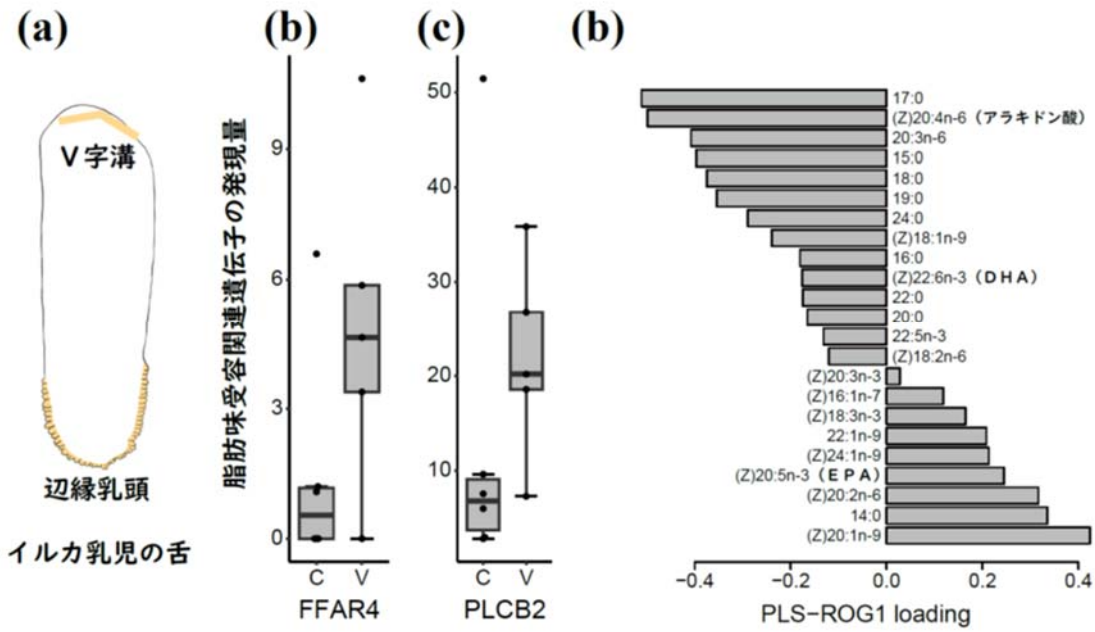 (a)
V字溝
辺縁乳頭
イルカ乳児の舌
(b)
脂肪味受容関連遺伝子の発現量
9
6
3
0
C V
FFAR4
(c)
50
40
30
20
10
C V
PLCB2
(b)
17:0
(Z)20:4n-6（アラキドン酸）
20:3n-6
15:0
18:0
19:0
24:0
(Z)18:1n-9
16:0
(Z)22:6n-3（DHA）
22:0
20:0
22:5n-3
(Z)18:2n-6
(Z)20:3n-3
(Z)16:1n-7
(Z)18:3n-3
22:1n-9
(Z)24:1n-9
(Z)20:5n-3（EPA）
(Z)20:2n-6
14:0
(Z)20:1n-9
−0.4 −0.2 0.0 0.2 0.4
PLS−ROG1 loading